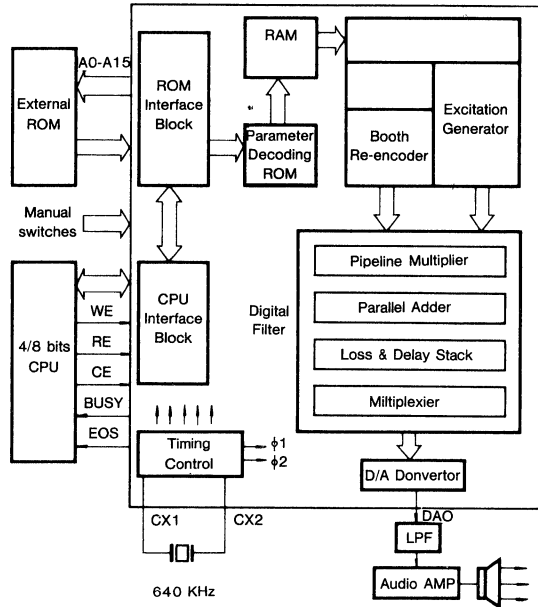 A0-A15
External
ROM
ROM
Interface
Block
RAM
Parameter
Decoding
ROM
Booth
Re-encoder
Excitation
Generator
Manual
switches
4/8 bits
CPU
WE
RE
CE
BUSY
EOS
CPU
Interface
Block
Digital
Filter
Pipeline Multiplier
Parallel Adder
Loss & Delay Stack
Miltiplexier
Timing
Control
ϕ1
ϕ2
D/A Donvertor
CX1
CX2
640 KHz
DAO
LPF
Audio AMP